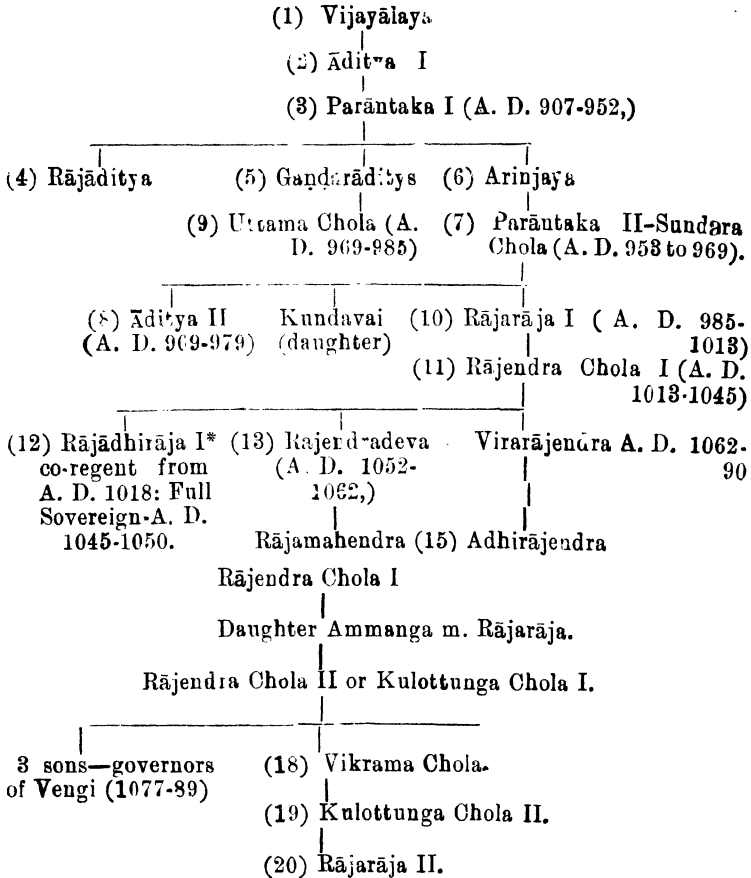 (1) Vijayālaya
(2) Āditya I
(3) Parāntaka I (A. D. 907-952,)
(4) Rājāditya (5) Gaṇḍarāditys (6) Arinjaya
(9) Uttama Chola (A. (7) Parāntaka II-Sundara
D. 969-985) Chola (A. D. 953 to 969).
(8) Āditya II Kundavai (10) Rājarāja I ( A. D. 985-
(A. D. 969-979) (daughter) 1013)
(11) Rājendra Chola I (A. D.
1013-1045)
(12) Rājādhirāja I* (13) Rajendradeva Virarājendra A. D. 1062-
co-regent from (A. D. 1052- 90
A. D. 1018: Full 1062,)
Sovereign-A. D.
1045-1050. Rājamahendra (15) Adhirājendra
Rājendra Chola I
Daughter Ammanga m. Rājarāja.
Rājendra Chola II or Kulottunga Chola I.
3 sons—governors (18) Vikrama Chola.
of Vengi (1077-89)
(19) Kulottunga Chola II.
(20) Rājarāja II.